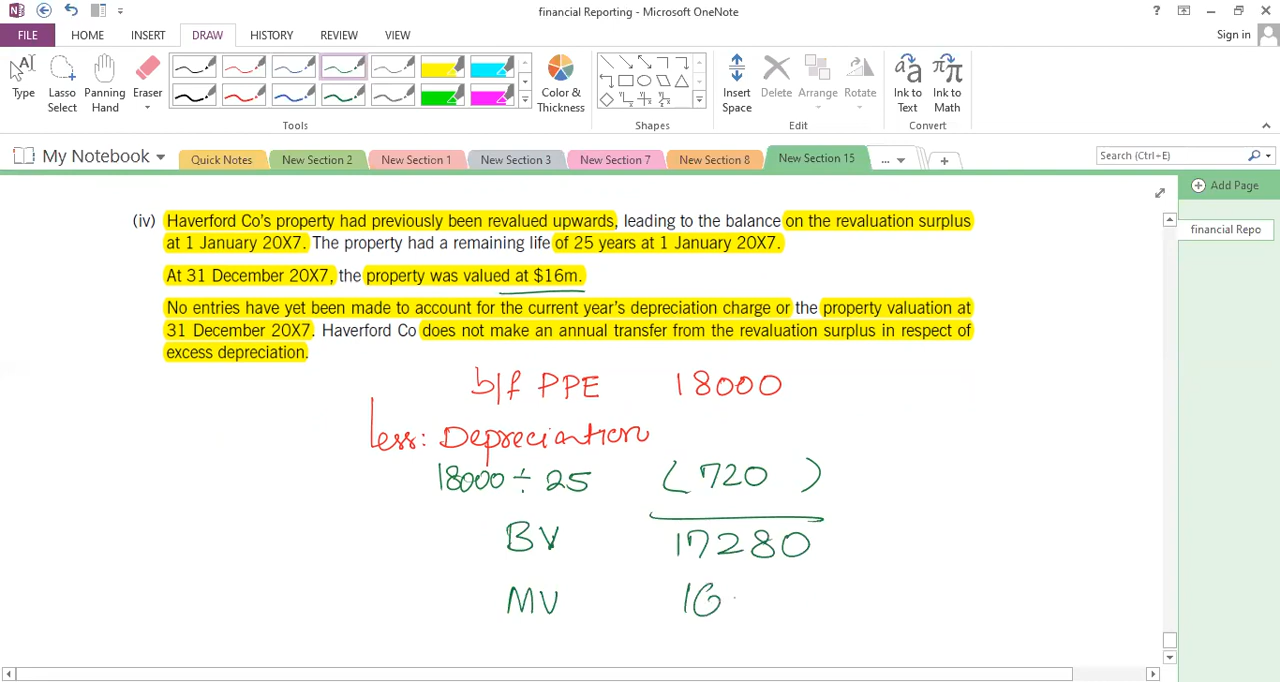 financial Reporting - Microsoft OneNote
FILE HOME INSERT DRAW HISTORY REVIEW VIEW
Sign in
Type
Lasso Select
Panning Hand
Eraser
Color & Thickness
Insert Space
Delete
Arrange
Rotate
Ink to Text
Ink to Math
Tools Shapes Edit Convert
My Notebook Quick Notes New Section 2 New Section 1 New Section 3 New Section 7 New Section 8 New Section 15 ... Search (Ctrl+E)
Add Page
financial Repo
(iv) Haverford Co's property had previously been revalued upwards, leading to the balance on the revaluation surplus
at 1 January 20X7. The property had a remaining life of 25 years at 1 January 20X7.
At 31 December 20X7, the property was valued at $16m.
No entries have yet been made to account for the current year's depreciation charge or the property valuation at
31 December 20X7. Haverford Co does not make an annual transfer from the revaluation surplus in respect of
excess depreciation.
b/f PPE 18000
less: Depreciation
18000 ÷ 25 (720)
BV 17280
MV 16